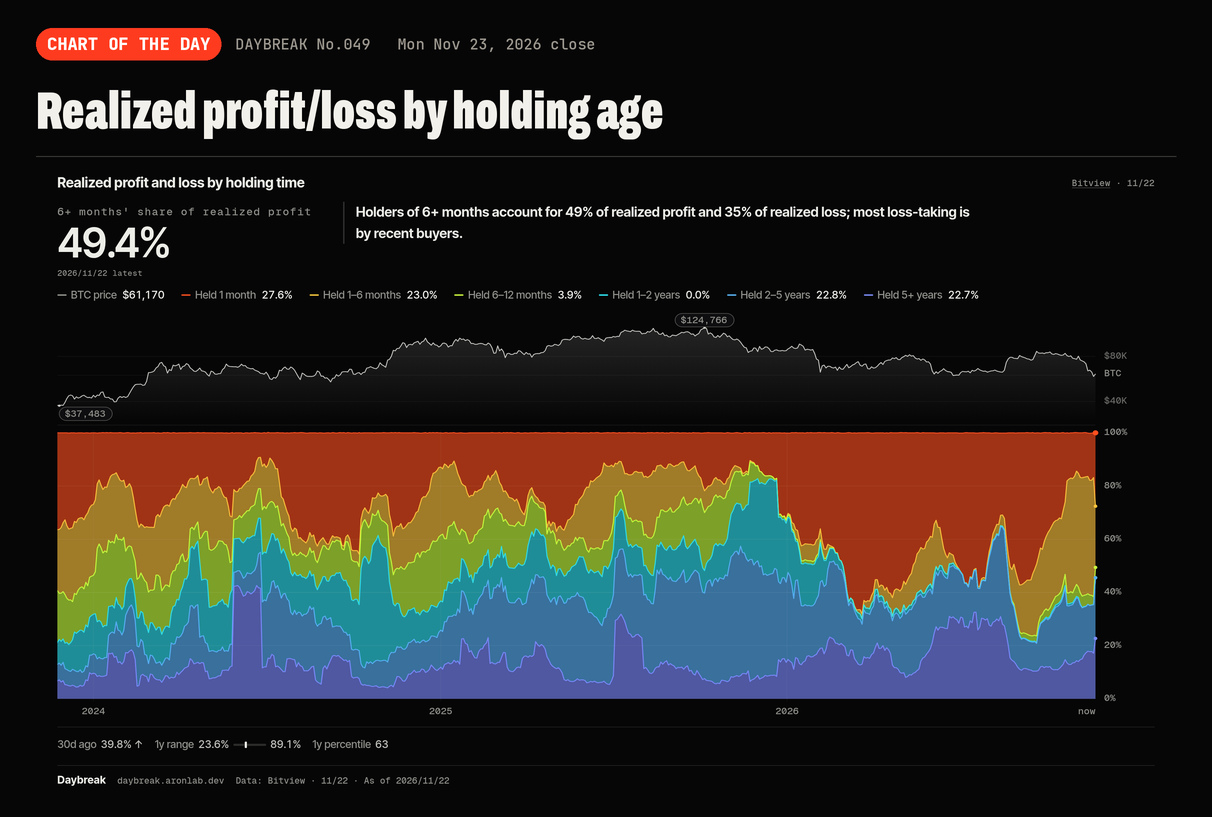 CHART OF THE DAY DAYBREAK No.049 Mon Nov 23, 2026 close
Realized profit/loss by holding age
Realized profit and loss by holding time
Bitview · 11/22
6+ months' share of realized profit
49.4%
2026/11/22 latest
Holders of 6+ months account for 49% of realized profit and 35% of realized loss; most loss-taking is
by recent buyers.
BTC price $61,170 Held 1 month 27.6% Held 1–6 months 23.0% Held 6–12 months 3.9% Held 1–2 years 0.0% Held 2–5 years 22.8% Held 5+ years 22.7%
$124,766
$80K
BTC
$40K
$37,483
100%
80%
60%
40%
20%
0%
2024 2025 2026 now
30d ago 39.8% ↑ 1y range 23.6% 89.1% 1y percentile 63
Daybreak daybreak.aronlab.dev Data: Bitview · 11/22 · As of 2026/11/22